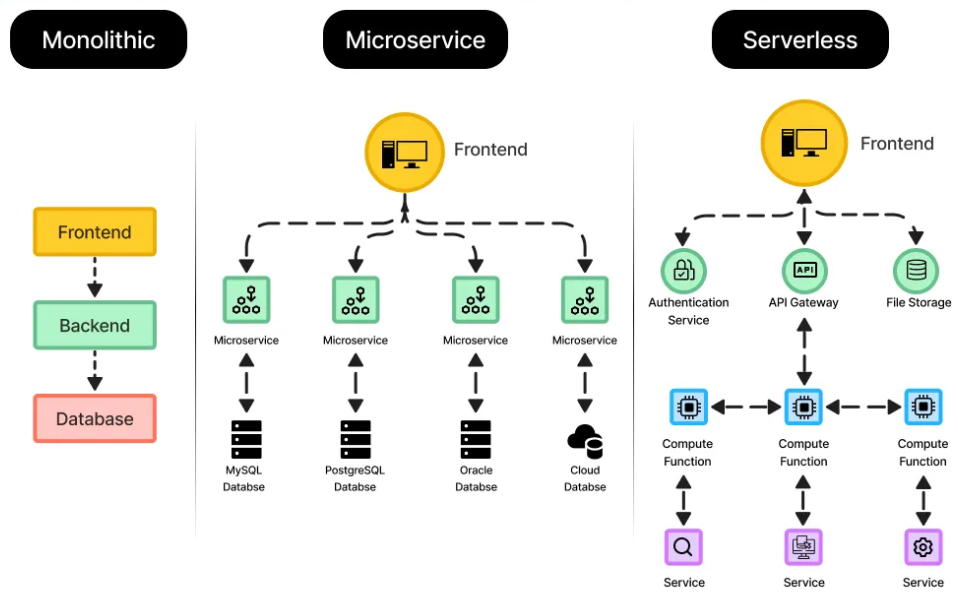 Monolithic
Microservice
Serverless
Frontend
Backend
Database
Frontend
Microservice
Microservice
Microservice
Microservice
MySQL
Databse
PostgreSQL
Databse
Oracle
Databse
Cloud
Databse
Frontend
Authentication
Service
API
API Gateway
File Storage
Compute
Function
Compute
Function
Compute
Function
Service
Service
Service